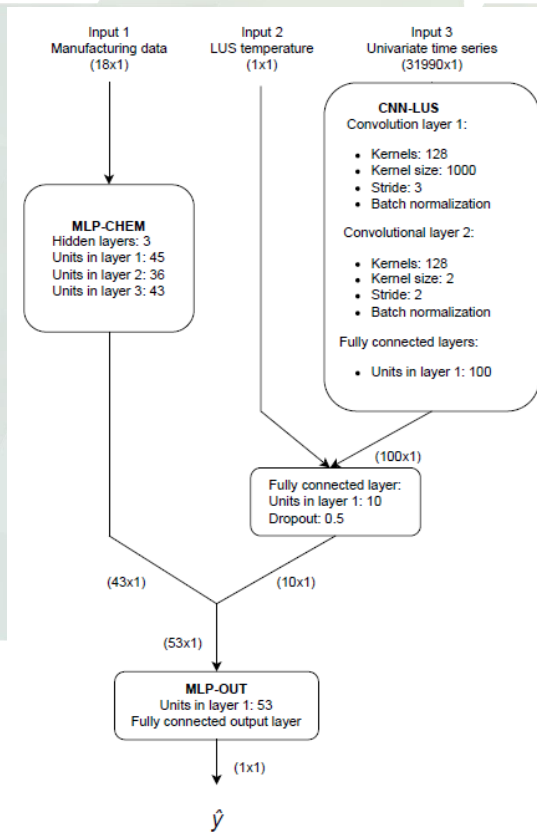 Input 1
Manufacturing data
(18x1)
Input 2
LUS temperature
(1x1)
Input 3
Univariate time series
(31990x1)
CNN-LUS
Convolution layer 1:
• Kernels: 128
• Kernel size: 1000
• Stride: 3
• Batch normalization
Convolutional layer 2:
• Kernels: 128
• Kernel size: 2
• Stride: 2
• Batch normalization
Fully connected layers:
• Units in layer 1: 100
MLP-CHEM
Hidden layers: 3
Units in layer 1: 45
Units in layer 2: 36
Units in layer 3: 43
(100x1)
Fully connected layer:
Units in layer 1: 10
Dropout: 0.5
(43x1)
(10x1)
(53x1)
MLP-OUT
Units in layer 1: 53
Fully connected output layer
(1x1)
ŷ